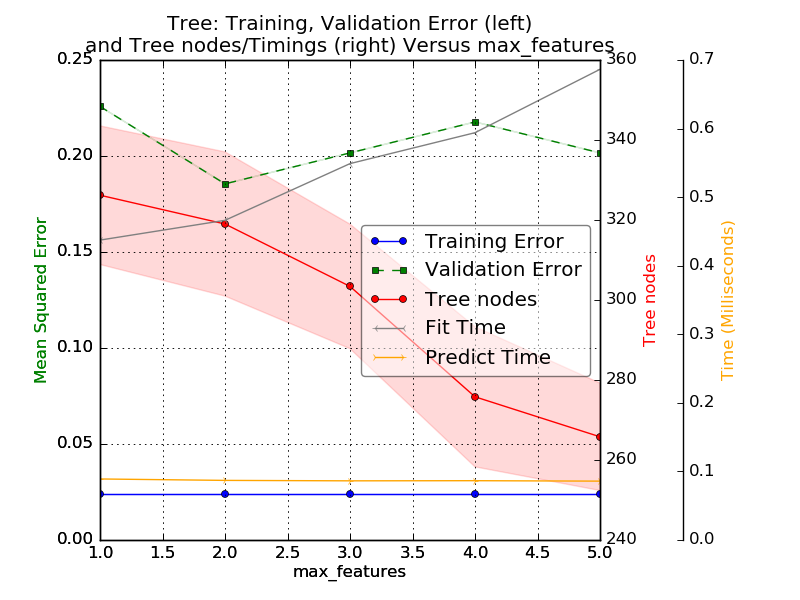 Tree: Training, Validation Error (left)
and Tree nodes/Timings (right) Versus max_features
0.25
0.20
0.15
0.10
0.05
0.00
Mean Squared Error
1.0 1.5 2.0 2.5 3.0 3.5 4.0 4.5 5.0
max_features
Training Error
Validation Error
Tree nodes
Fit Time
Predict Time
360
340
320
300
280
260
240
Tree nodes
0.7
0.6
0.5
0.4
0.3
0.2
0.1
0.0
Time (Milliseconds)